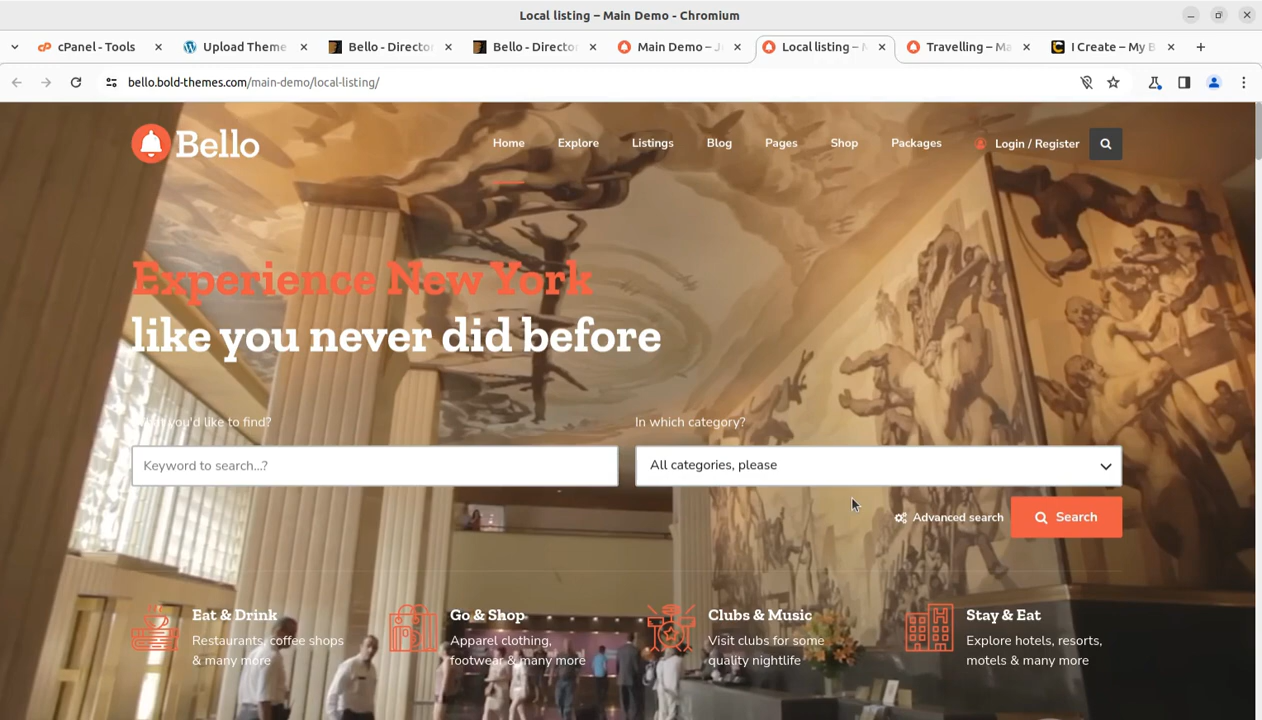 Local listing – Main Demo - Chromium
cPanel - Tools
Upload Theme
Bello - Director
Bello - Director
Main Demo – J
Local listing –
Travelling – Ma
I Create – My B
bello.bold-themes.com/main-demo/local-listing/
Bello
Home
Explore
Listings
Blog
Pages
Shop
Packages
Login / Register
Experience New York
like you never did before
you'd like to find?
In which category?
Keyword to search...?
All categories, please
Advanced search
Search
Eat & Drink
Restaurants, coffee shops
& many more
Go & Shop
Apparel clothing,
footwear & many more
Clubs & Music
Visit clubs for some
quality nightlife
Stay & Eat
Explore hotels, resorts,
motels & many more